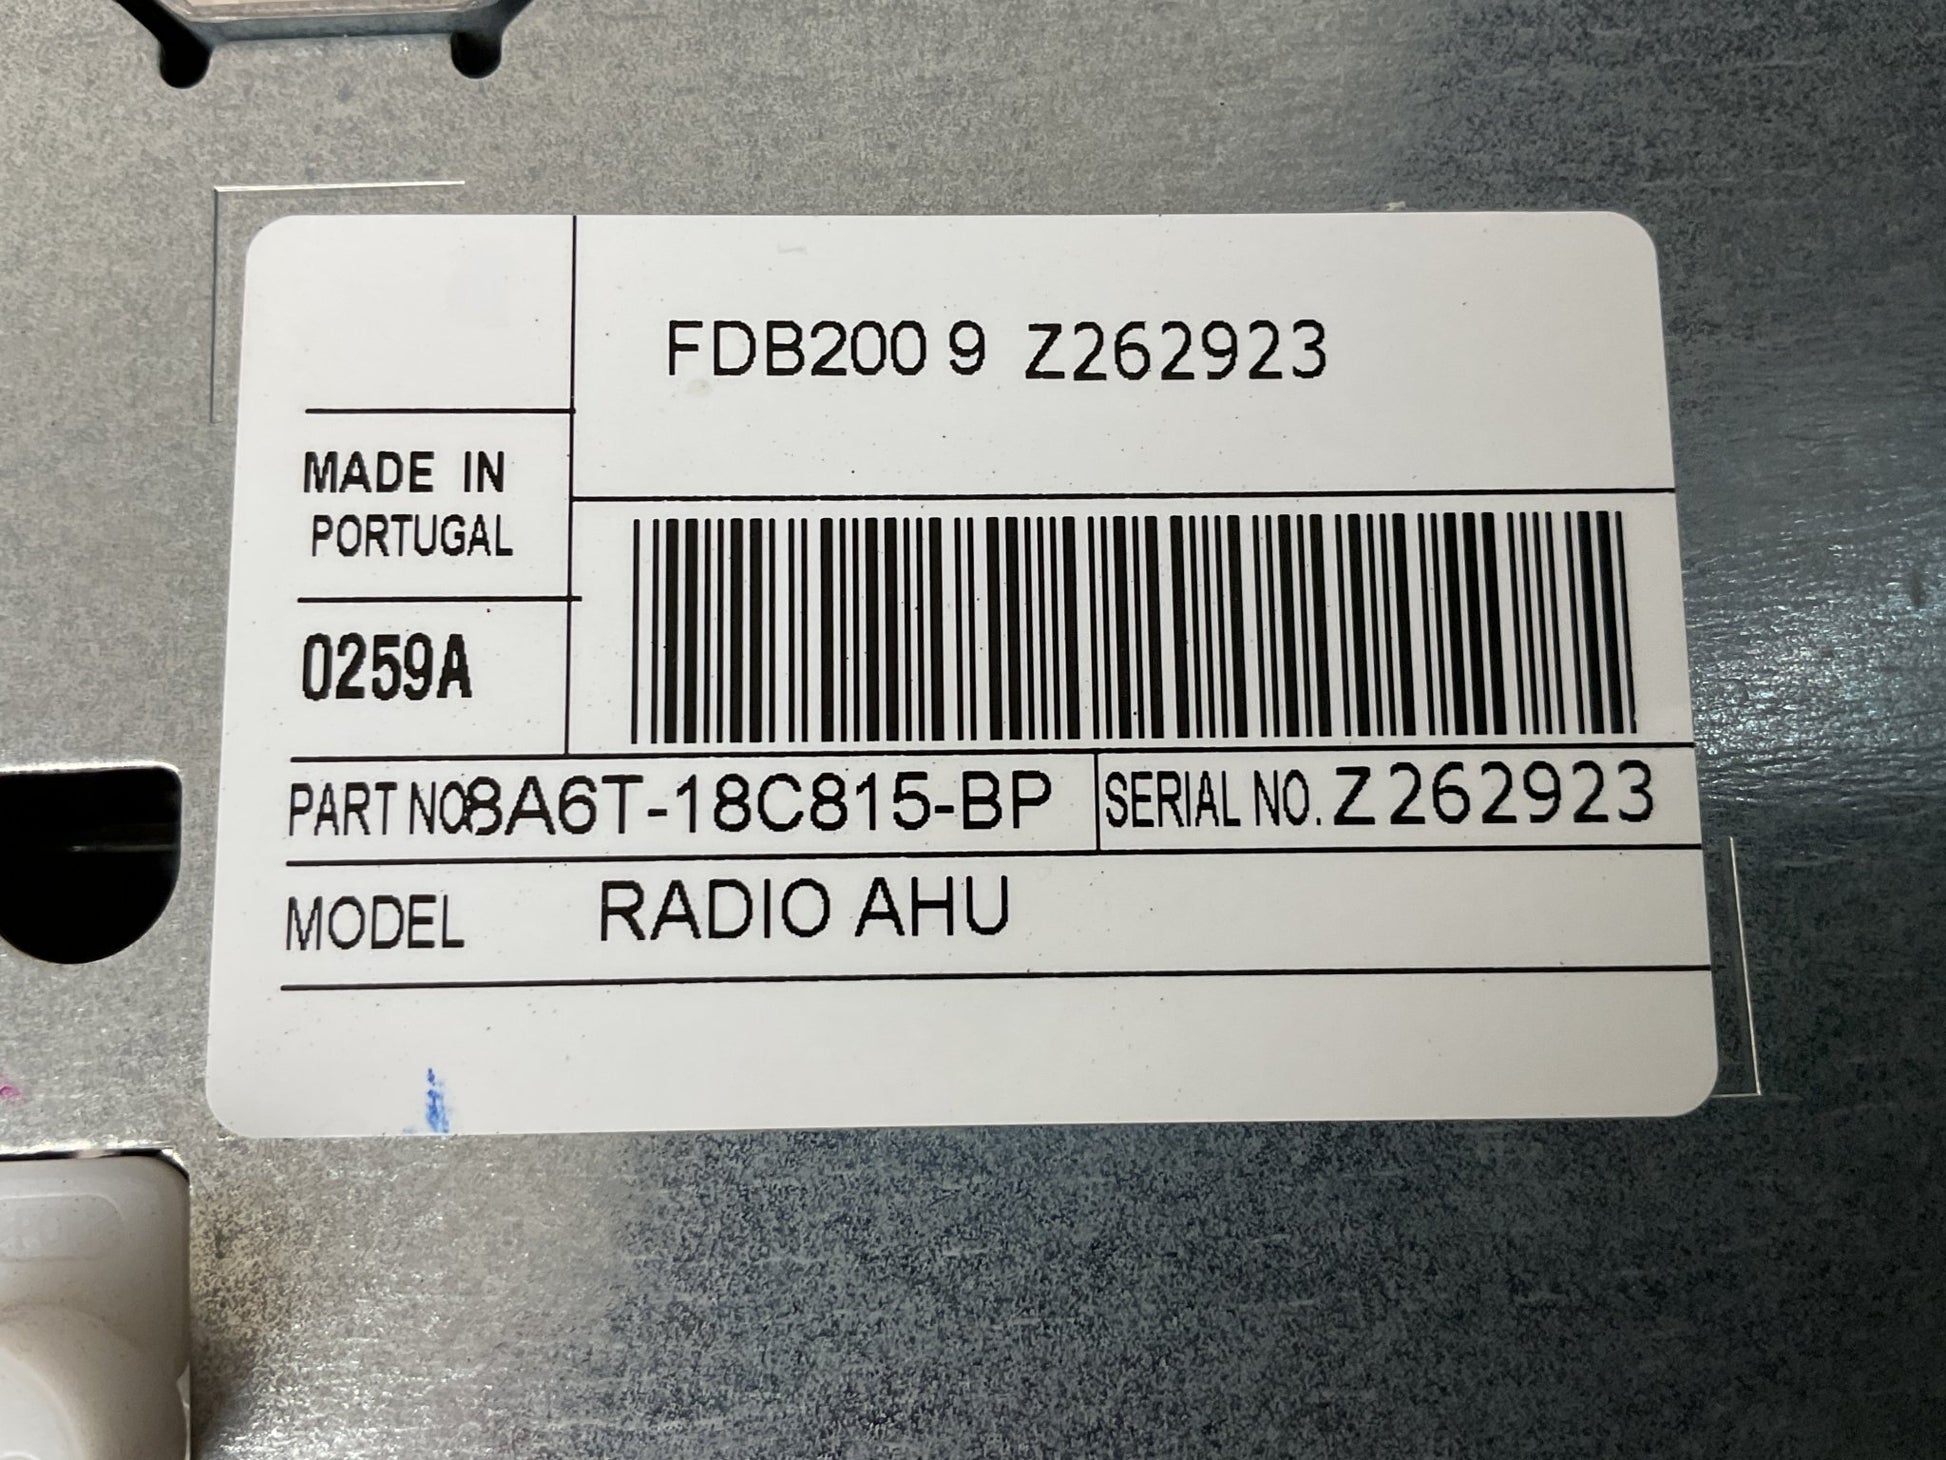 FDB200 9 Z262923
MADE IN
PORTUGAL
0259A
PART NO.8A6T-18C815-BP
SERIAL NO. Z262923
MODEL RADIO AHU